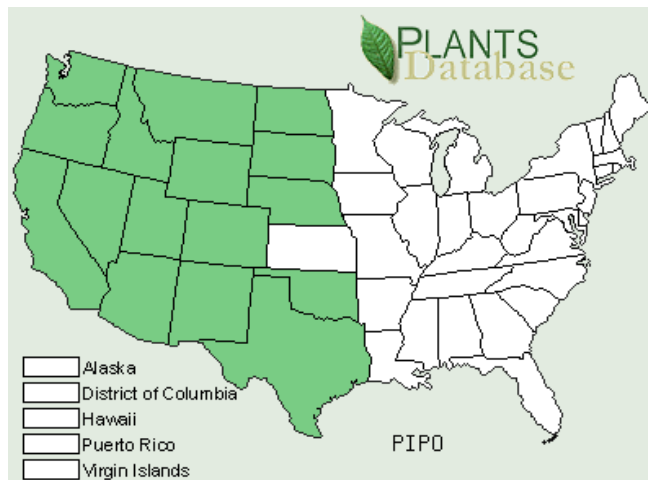 PLANTS
Database
Alaska
District of Columbia
Hawaii
Puerto Rico
Virgin Islands
PIPO